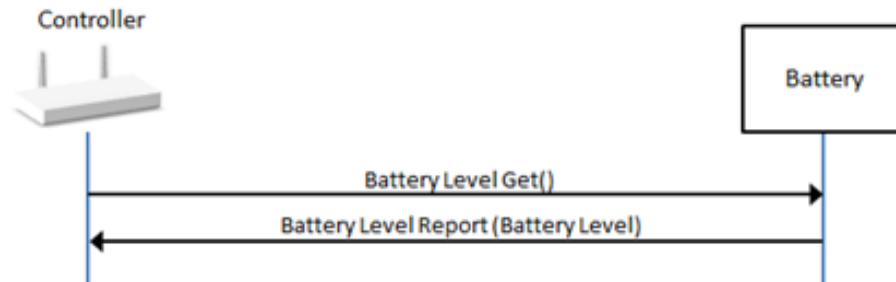 Controller
Battery
Battery Level Get()
Battery Level Report (Battery Level)